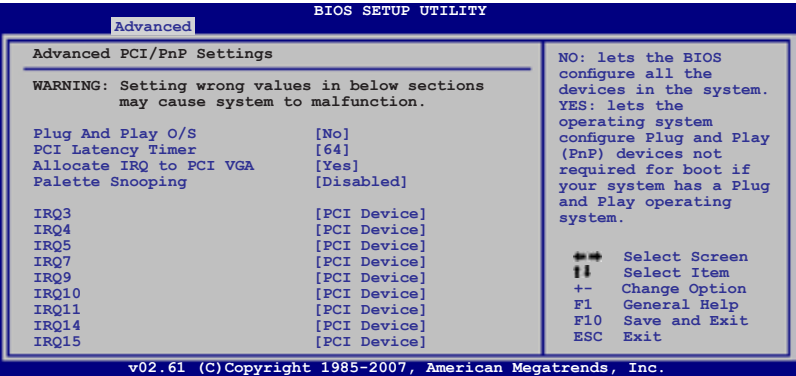 BIOS SETUP UTILITY
Advanced
Advanced PCI/PnP Settings
WARNING: Setting wrong values in below sections
may cause system to malfunction.
Plug And Play O/S [No]
PCI Latency Timer [64]
Allocate IRQ to PCI VGA [Yes]
Palette Snooping [Disabled]
IRQ3 [PCI Device]
IRQ4 [PCI Device]
IRQ5 [PCI Device]
IRQ7 [PCI Device]
IRQ9 [PCI Device]
IRQ10 [PCI Device]
IRQ11 [PCI Device]
IRQ14 [PCI Device]
IRQ15 [PCI Device]
NO: lets the BIOS
configure all the
devices in the system.
YES: lets the
operating system
configure Plug and Play
(PnP) devices not
required for boot if
your system has a Plug
and Play operating
system.
←→ Select Screen
↑↓ Select Item
+- Change Option
F1 General Help
F10 Save and Exit
ESC Exit
v02.61 (C)Copyright 1985-2007, American Megatrends, Inc.